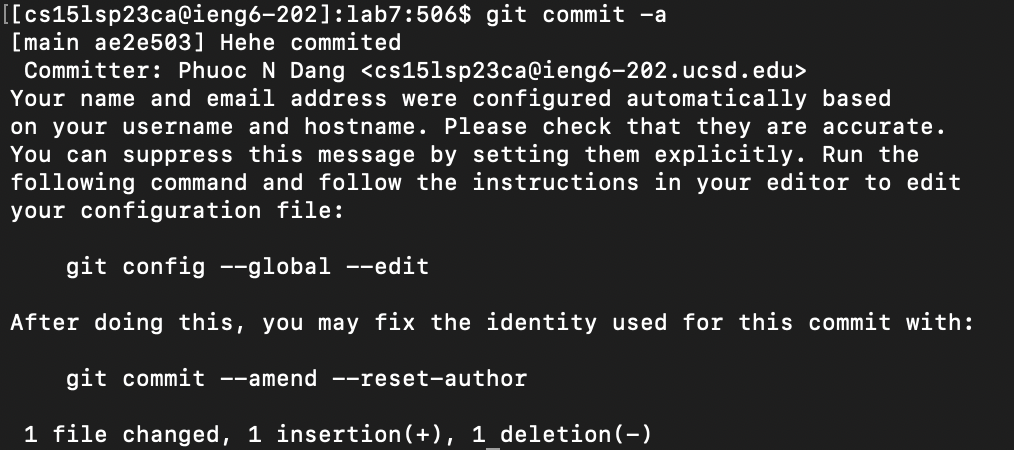 [[cs15lsp23ca@ieng6-202]:lab7:506$ git commit -a
[main ae2e503] Hehe commited
 Committer: Phuoc N Dang <cs15lsp23ca@ieng6-202.ucsd.edu>
Your name and email address were configured automatically based
on your username and hostname. Please check that they are accurate.
You can suppress this message by setting them explicitly. Run the
following command and follow the instructions in your editor to edit
your configuration file:

    git config --global --edit

After doing this, you may fix the identity used for this commit with:

    git commit --amend --reset-author

 1 file changed, 1 insertion(+), 1 deletion(-)